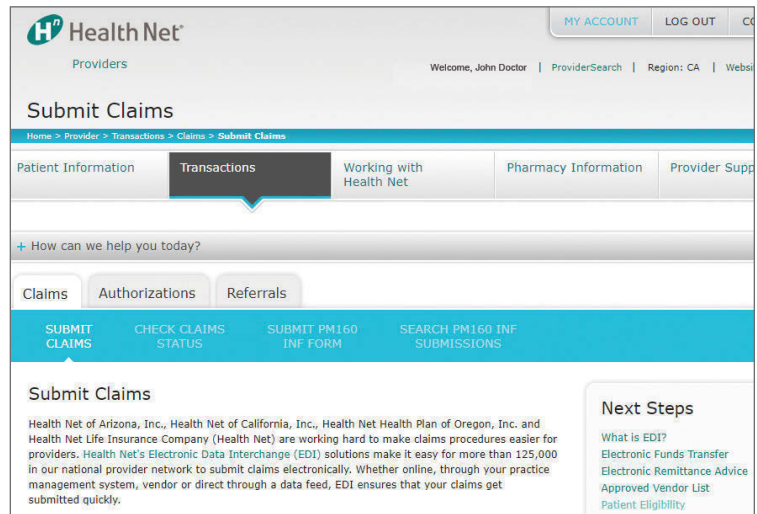 Health Net®
Providers
MY ACCOUNT LOG OUT
Welcome, John Doctor | ProviderSearch | Region: CA |
Submit Claims
Home > Provider > Transactions > Claims > Submit Claims
Patient Information Transactions Working with Health Net Pharmacy Information Provider
+ How can we help you today?
Claims Authorizations Referrals
SUBMIT CLAIMS CHECK CLAIMS STATUS SUBMIT PM160 INF FORM SEARCH PM160 INF SUBMISSIONS
Submit Claims
Health Net of Arizona, Inc., Health Net of California, Inc., Health Net Health Plan of Oregon, Inc. and
Health Net Life Insurance Company (Health Net) are working hard to make claims procedures easier for
providers. Health Net's Electronic Data Interchange (EDI) solutions make it easy for more than 125,000
in our national provider network to submit claims electronically. Whether online, through your practice
management system, vendor or direct through a data feed, EDI ensures that your claims get
submitted quickly.
Next Steps
What is EDI?
Electronic Funds Transfer
Electronic Remittance Advice
Approved Vendor List
Patient Eligibility